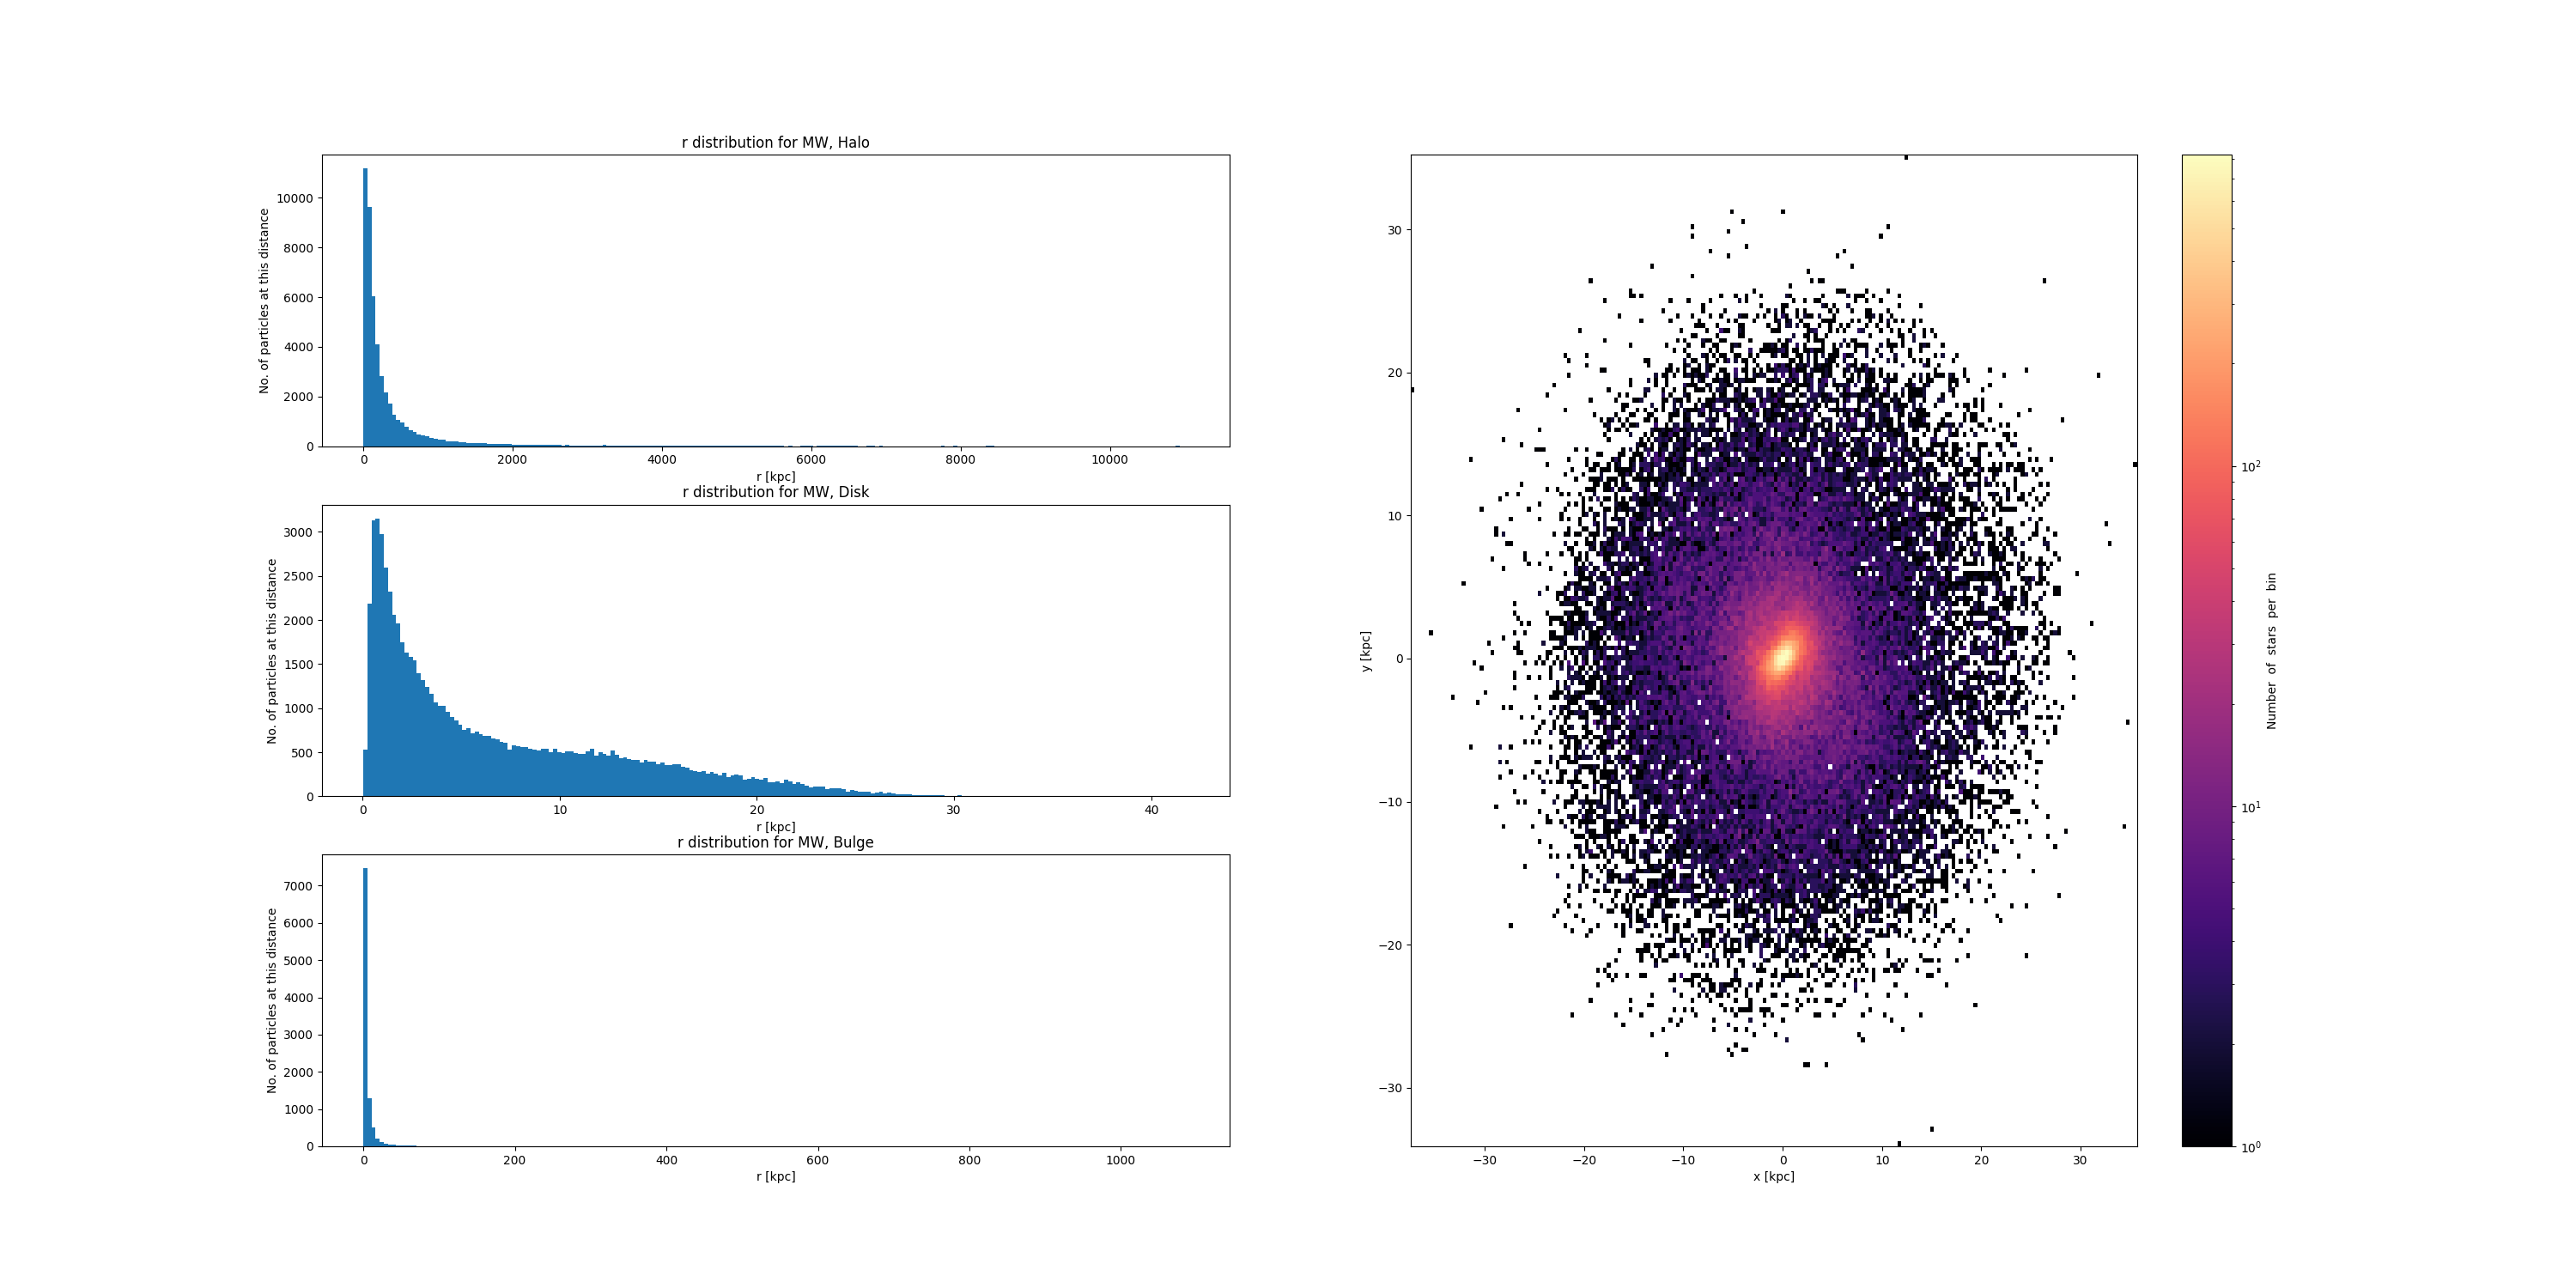 r distribution for MW, Halo
No. of particles at this distance
10000
8000
6000
4000
2000
0
0 2000 4000 6000 8000 10000
r [kpc]
r distribution for MW, Disk
No. of particles at this distance
3000
2500
2000
1500
1000
500
0
0 10 20 30 40
r [kpc]
r distribution for MW, Bulge
No. of particles at this distance
7000
6000
5000
4000
3000
2000
1000
0
0 200 400 600 800 1000
r [kpc]
y [kpc]
30
20
10
0
−10
−20
−30
−30 −20 −10 0 10 20 30
x [kpc]
10²
10¹
10⁰
Number of stars per bin